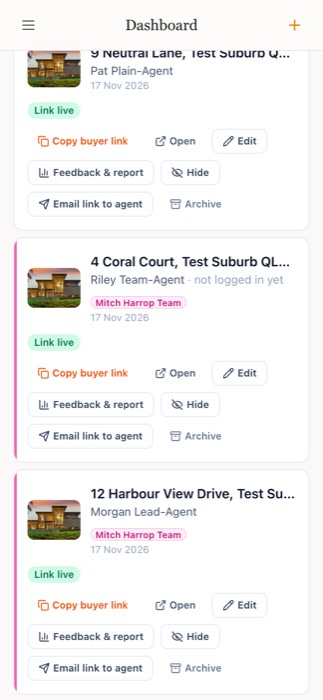 Dashboard
9 Neutral Lane, Test Suburb Q...
Pat Plain-Agent
17 Nov 2026
Link live
Copy buyer link
Open
Edit
Feedback & report
Hide
Email link to agent
Archive
4 Coral Court, Test Suburb QL...
Riley Team-Agent · not logged in yet
Mitch Harrop Team
17 Nov 2026
Link live
Copy buyer link
Open
Edit
Feedback & report
Hide
Email link to agent
Archive
12 Harbour View Drive, Test Su...
Morgan Lead-Agent
Mitch Harrop Team
17 Nov 2026
Link live
Copy buyer link
Open
Edit
Feedback & report
Hide
Email link to agent
Archive